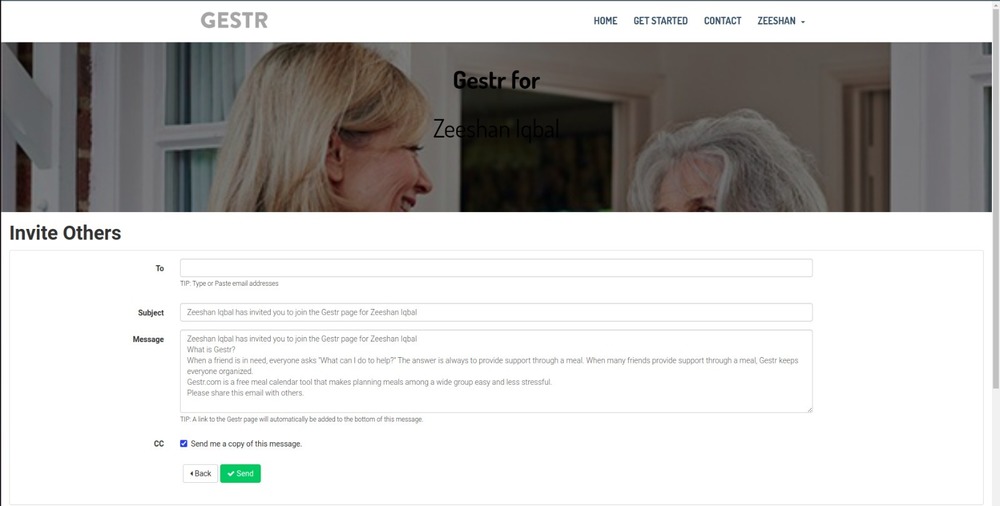 GESTR
HOME GET STARTED CONTACT ZEESHAN
Gestr for
Zeeshan Iqbal
Invite Others
To
TIP: Type or Paste email addresses
Subject Zeeshan Iqbal has invited you to join the Gestr page for Zeeshan Iqbal
Message Zeeshan Iqbal has invited you to join the Gestr page for Zeeshan Iqbal
What is Gestr?
When a friend is in need, everyone asks "What can I do to help?" The answer is always to provide support through a meal. When many friends provide support through a meal, Gestr keeps
everyone organized.
Gestr.com is a free meal calendar tool that makes planning meals among a wide group easy and less stressful.
Please share this email with others.
TIP: A link to the Gestr page will automatically be added to the bottom of this message.
CC Send me a copy of this message.
Back Send